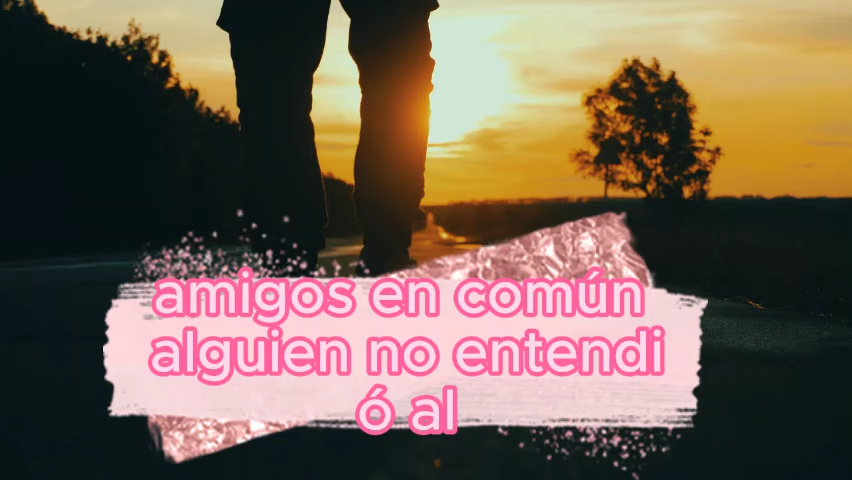 amigos en común
alguien no entendi
ó al